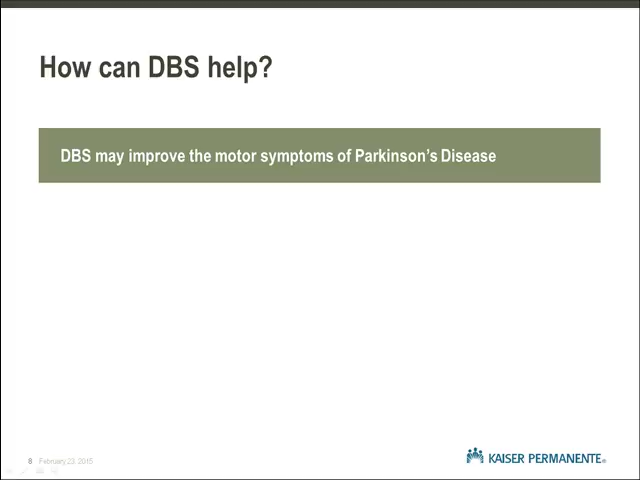 How can DBS help?
DBS may improve the motor symptoms of Parkinson's Disease
8 February 23, 2015
KAISER PERMANENTE®